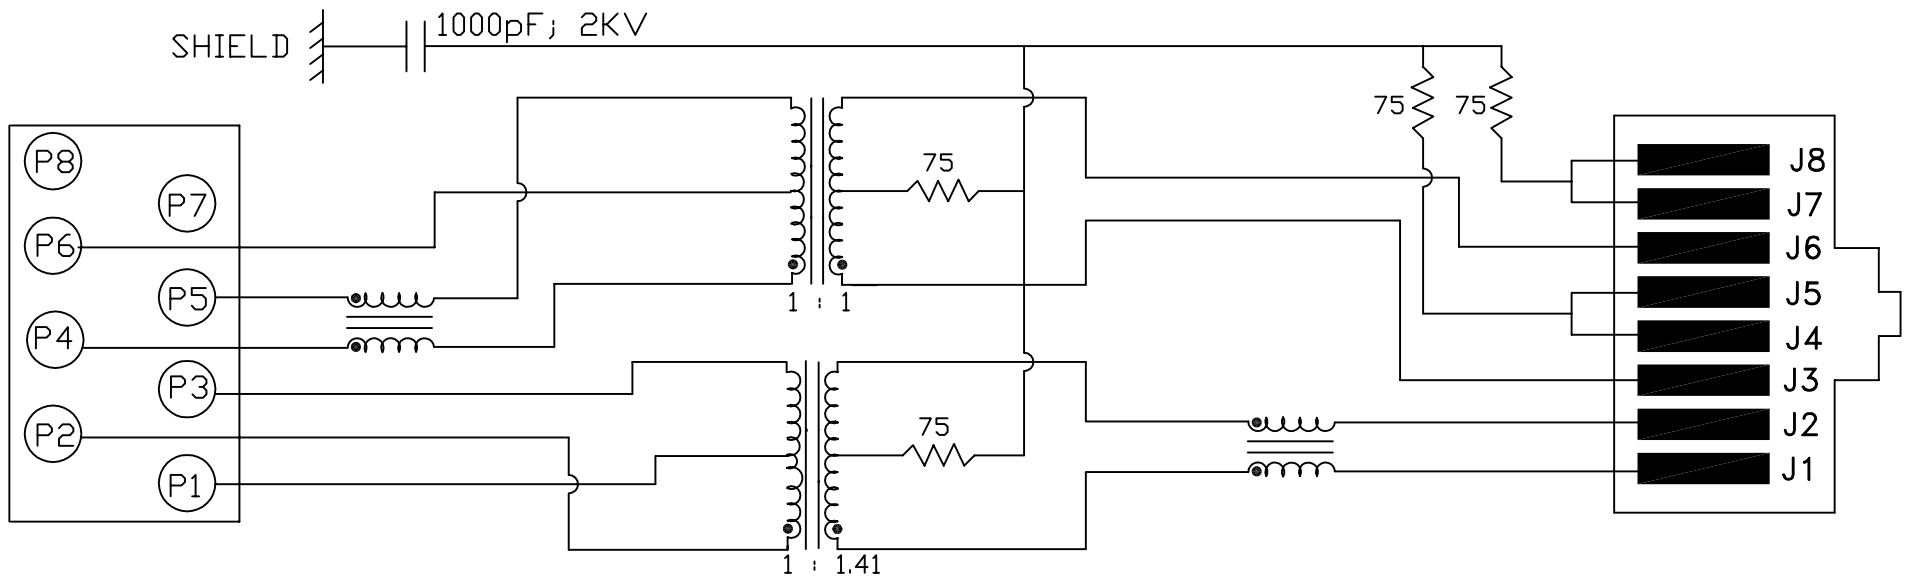 SHIELD
1000pF; 2KV
75
75
75
75
P8
P7
P6
P5
P4
P3
P2
P1
1 : 1
1 : 1.41
J8
J7
J6
J5
J4
J3
J2
J1